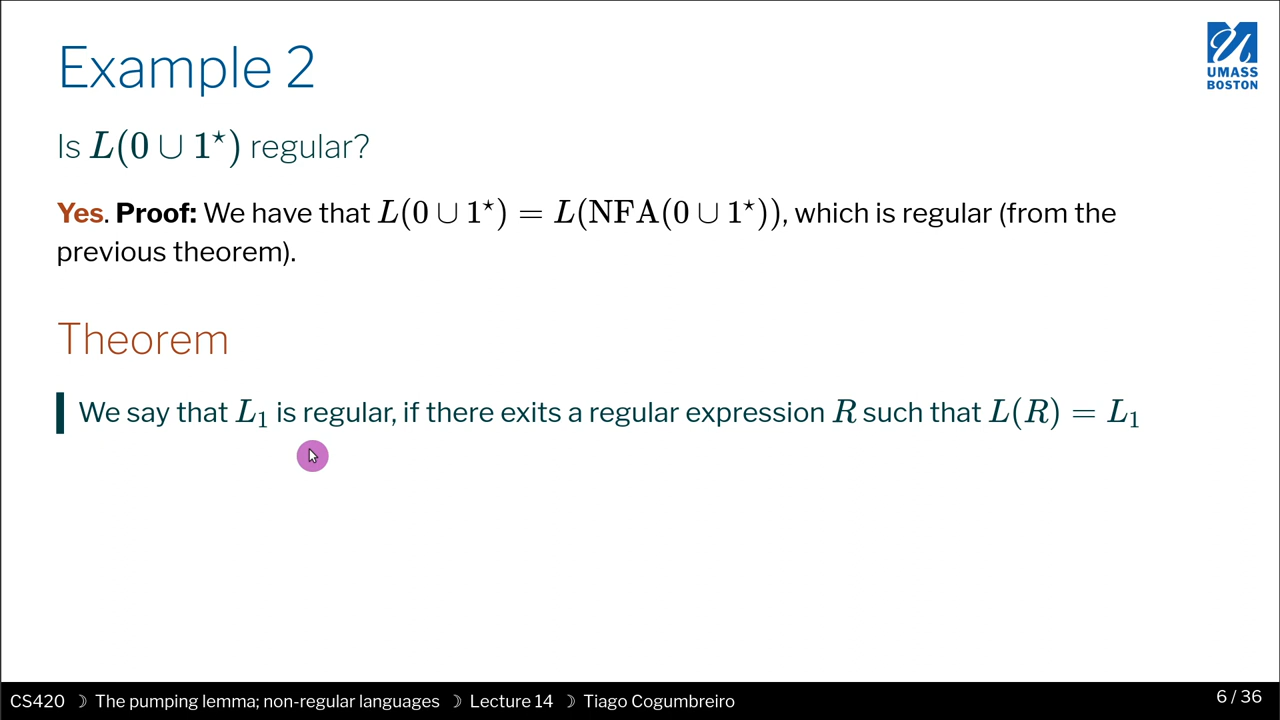 Example 2
UMASS
BOSTON
Is L(0 ∪ 1⋆) regular?
Yes. Proof: We have that L(0 ∪ 1⋆) = L(NFA(0 ∪ 1⋆)), which is regular (from the
previous theorem).
Theorem
We say that L₁ is regular, if there exits a regular expression R such that L(R) = L₁
CS420 ☽ The pumping lemma; non-regular languages ☽ Lecture 14 ☽ Tiago Cogumbreiro
6 / 36